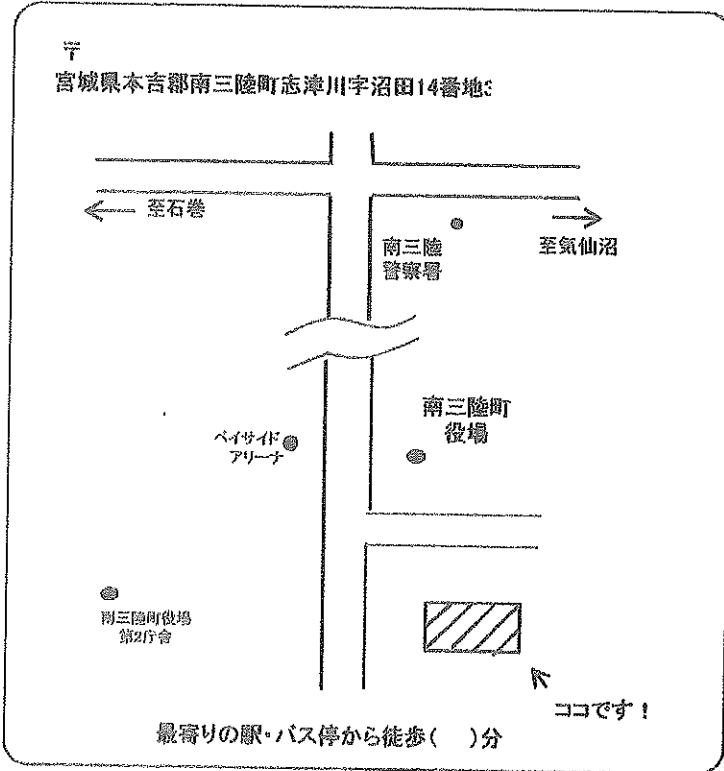 〒
宮城県本吉郡南三陸町志津川字沼田14番地3
至石巻
南三陸
警察署
至気仙沼
南三陸町
役場
ベイサイド
アリーナ
南三陸町役場
第2庁舎
ココです！
最寄りの駅・バス停から徒歩(　)分